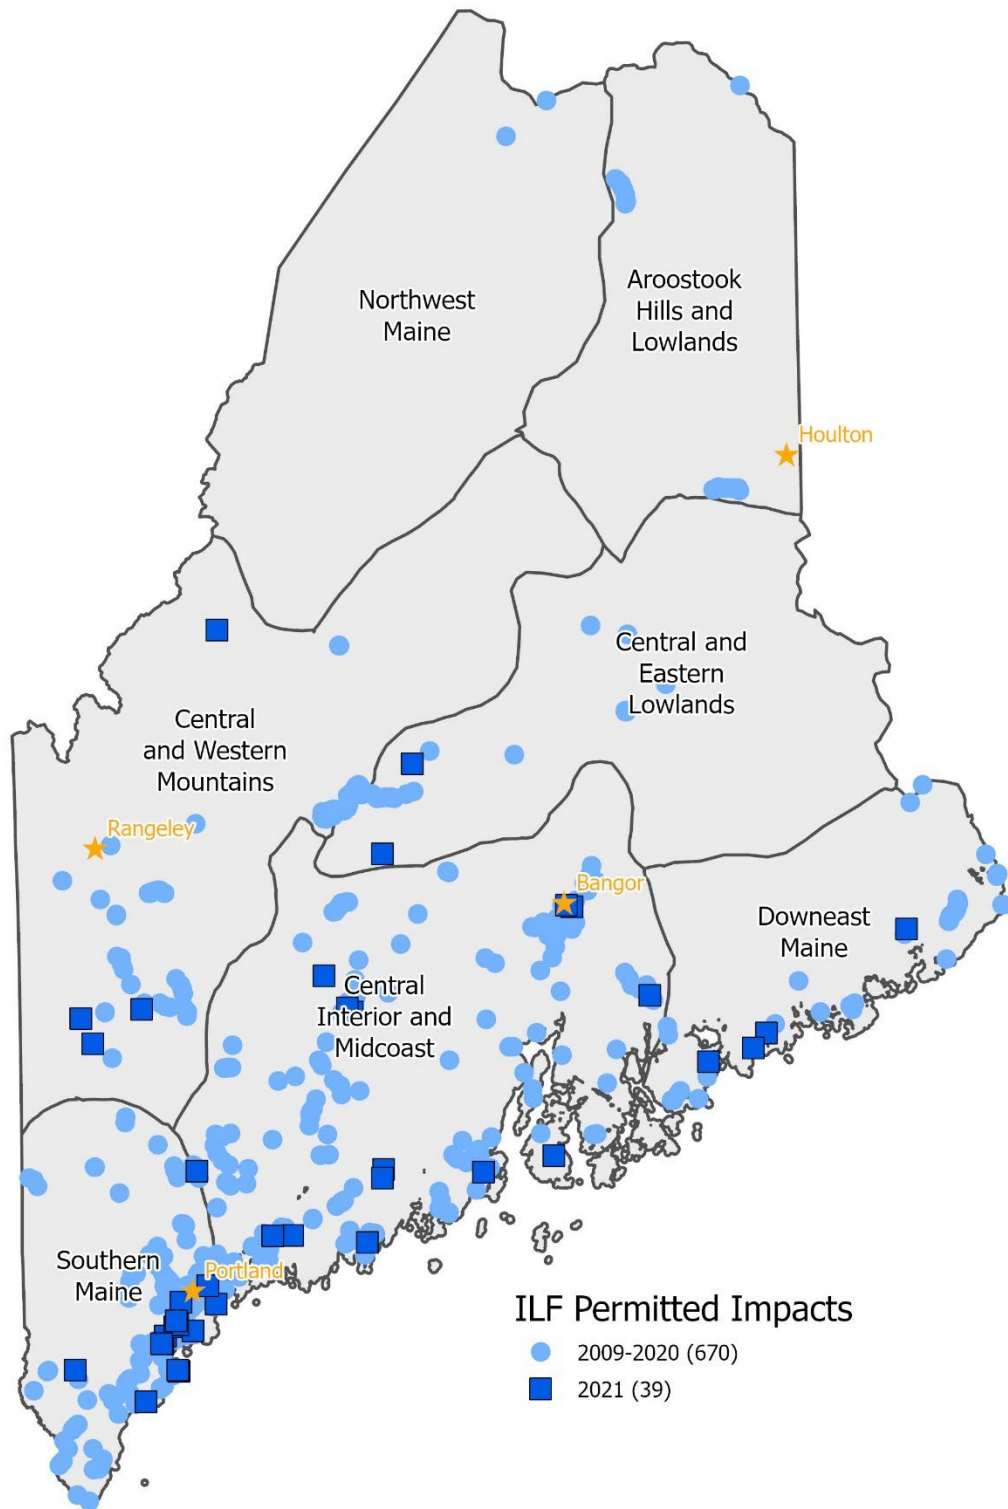 Northwest
Maine
Aroostook
Hills and
Lowlands
Houlton
Central and
Eastern
Lowlands
Central
and Western
Mountains
Rangeley
Bangor
Downeast
Maine
Central
Interior and
Midcoast
Southern
Maine
Portland
ILF Permitted Impacts
2009-2020 (670)
2021 (39)